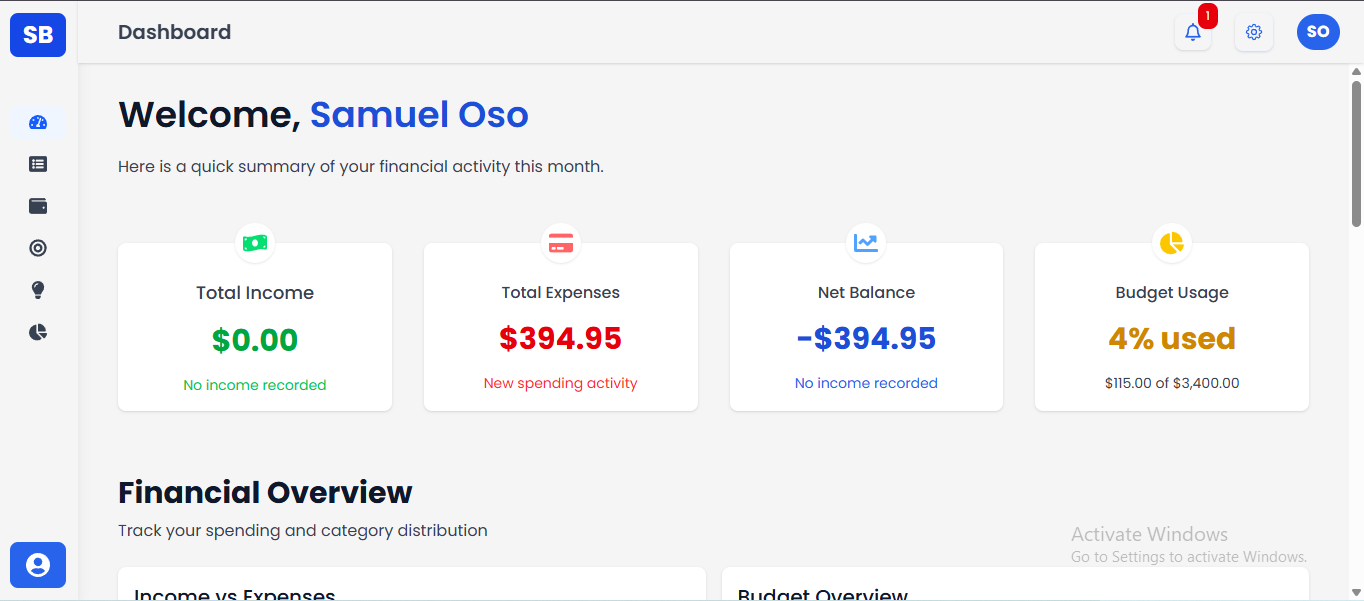 SB
Dashboard
1
SO
Welcome, Samuel Oso
Here is a quick summary of your financial activity this month.
Total Income
$0.00
No income recorded
Total Expenses
$394.95
New spending activity
Net Balance
-$394.95
No income recorded
Budget Usage
4% used
$115.00 of $3,400.00
Financial Overview
Track your spending and category distribution
Activate Windows
Go to Settings to activate Windows.
Income vs Expenses
Budget Overview